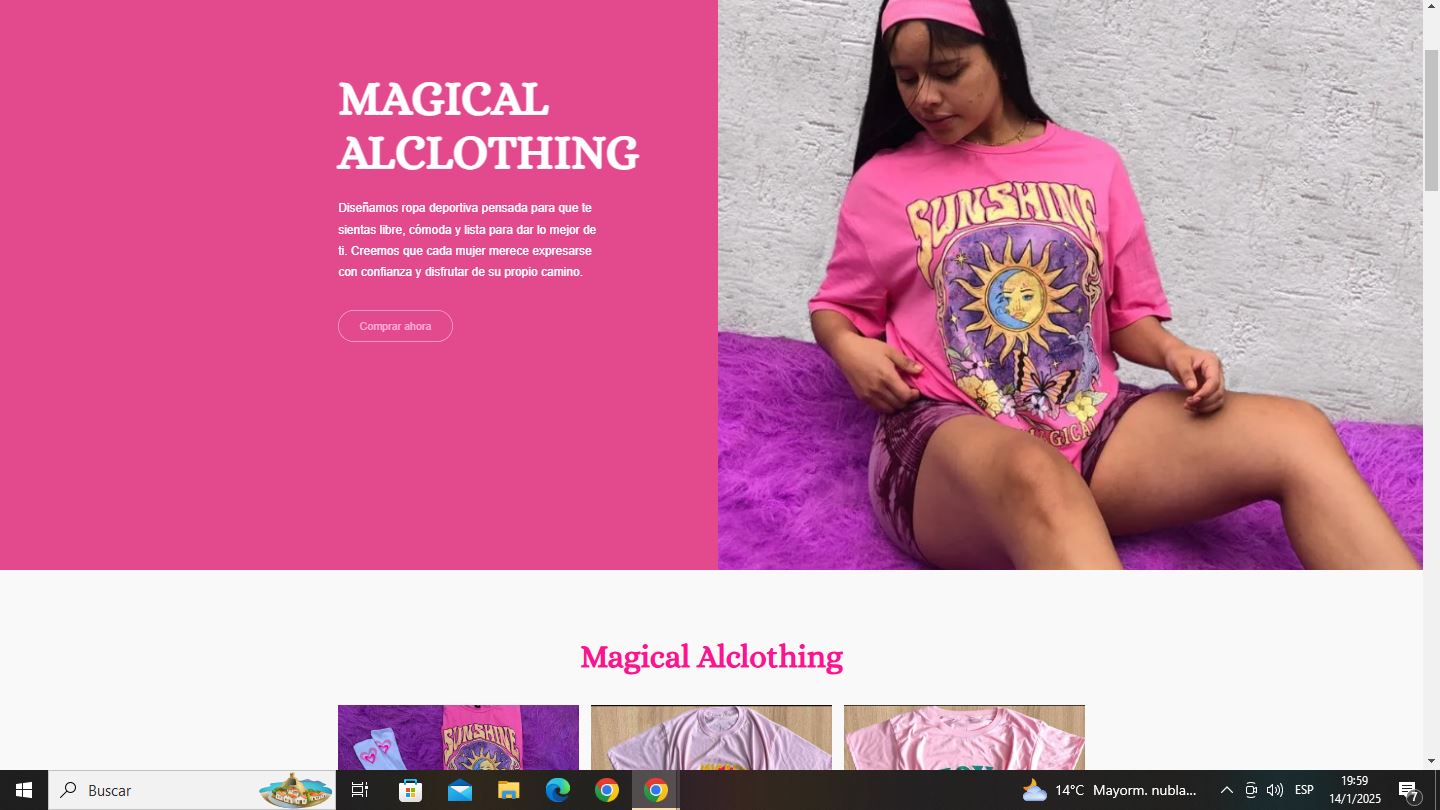 MAGICAL
ALCLOTHING
Diseñamos ropa deportiva pensada para que te
sientas libre, cómoda y lista para dar lo mejor de
ti. Creemos que cada mujer merece expresarse
con confianza y disfrutar de su propio camino.
Comprar ahora
SUNSHINE
Magical Alclothing
SUNSHINE
Buscar
14°C Mayorm. nubla...
ESP
19:59
14/1/2025
7